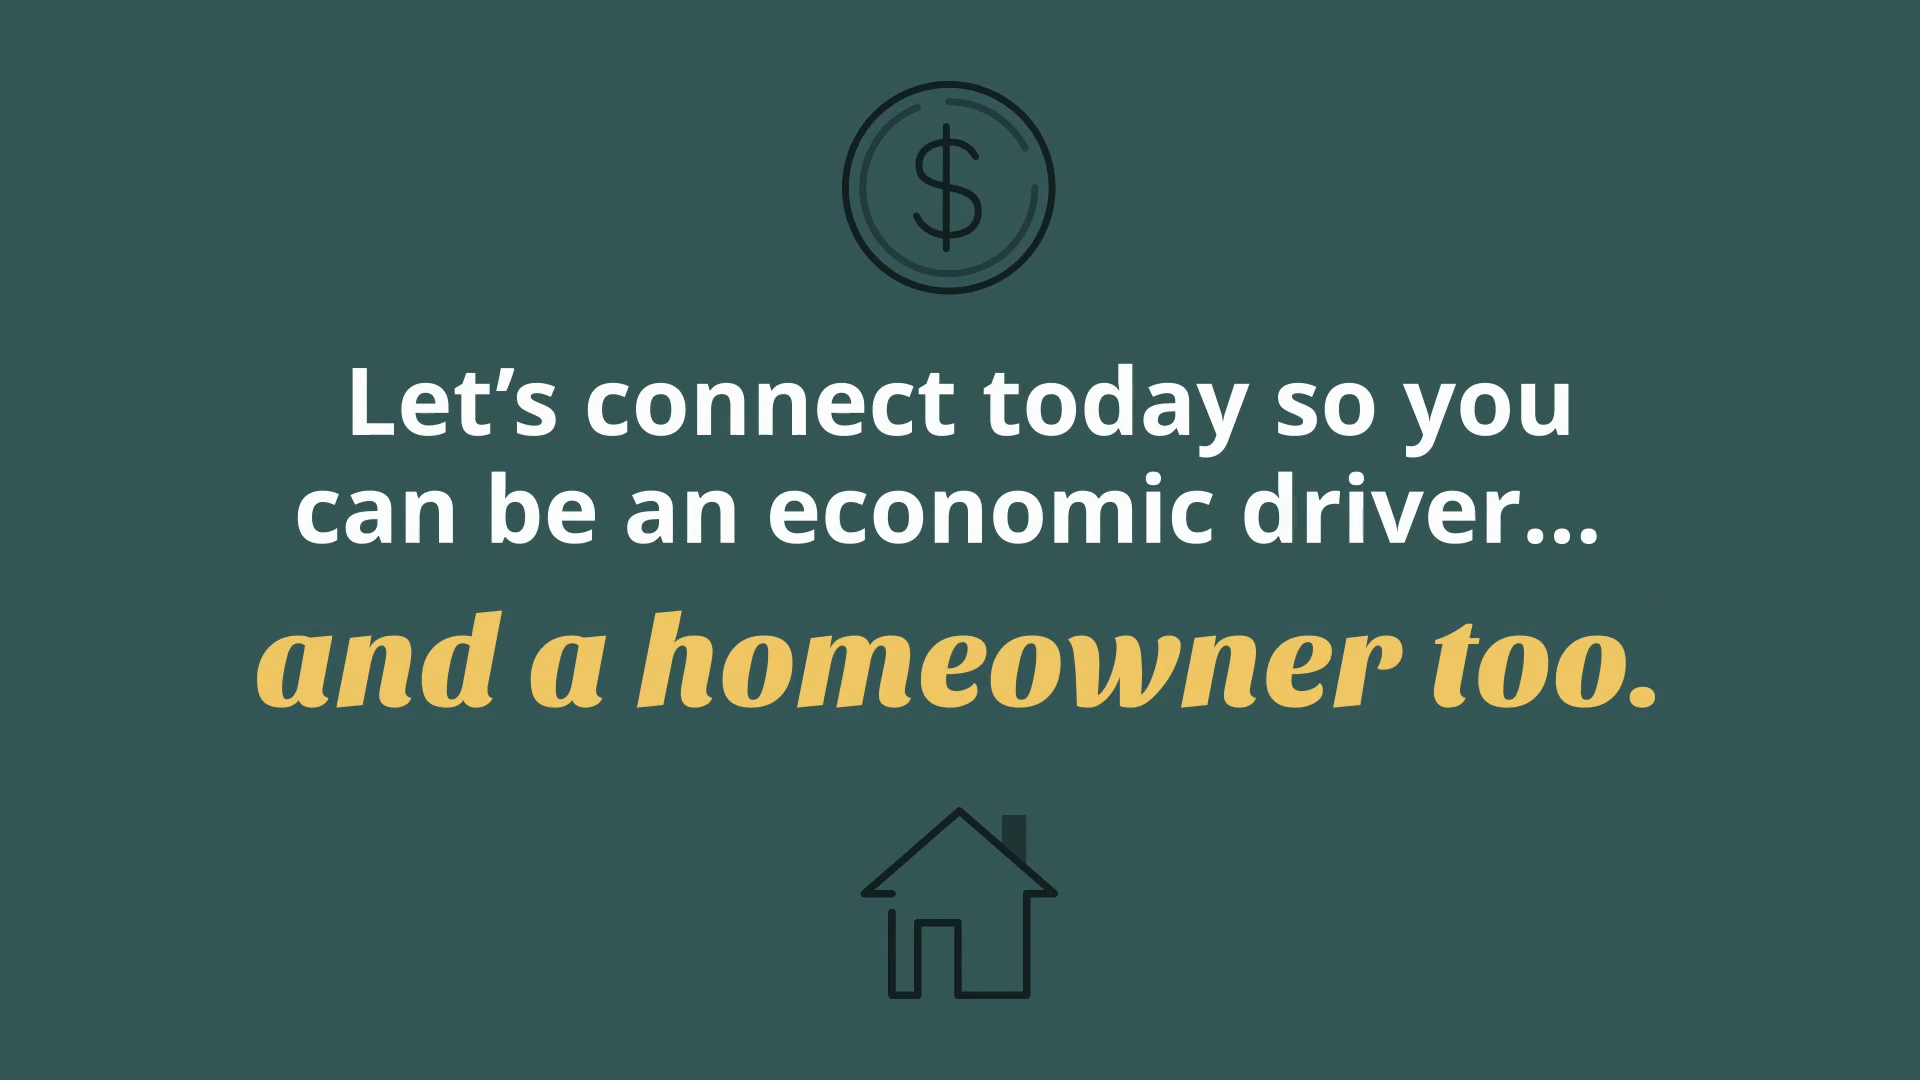 $
Let’s connect today so you
can be an economic driver...
and a homeowner too.